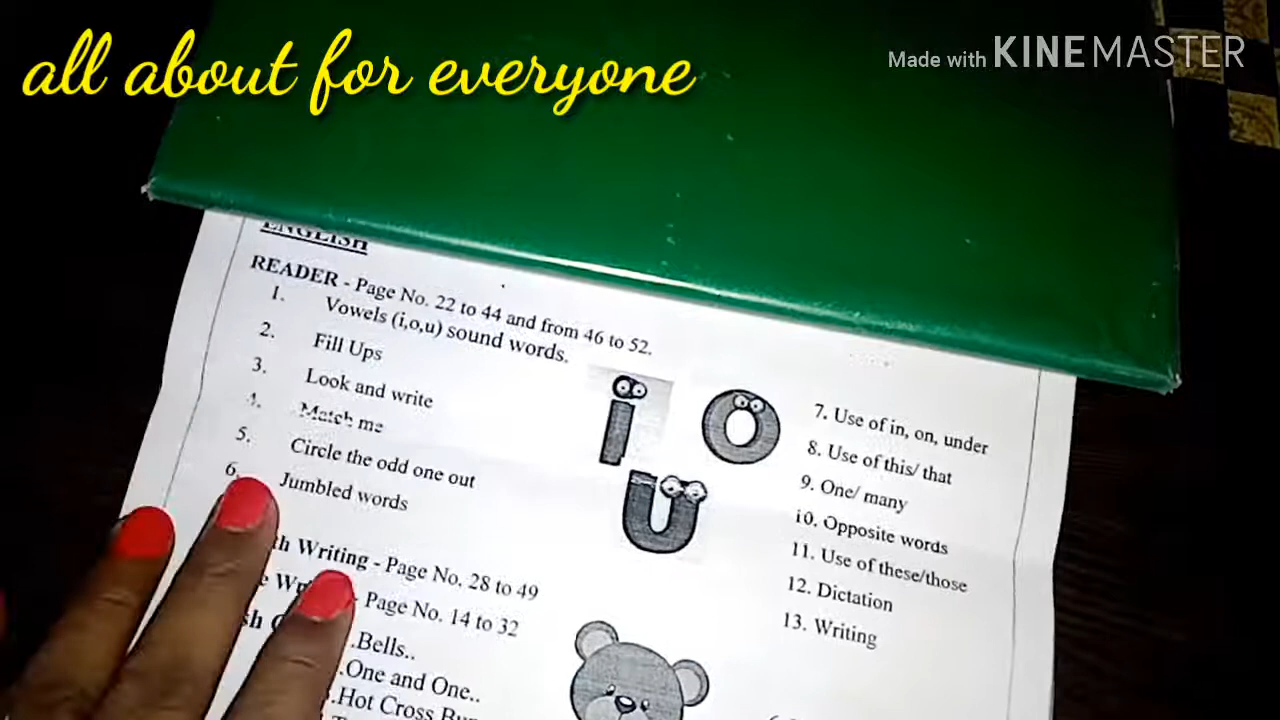 all about for everyone
Made with KINEMASTER
ENGLISH
READER - Page No. 22 to 44 and from 46 to 52.
1. Vowels (i,o,u) sound words.
2. Fill Ups
3. Look and write
4. Match me
5. Circle the odd one out
6. Jumbled words
i o
u
7. Use of in, on, under
8. Use of this/ that
9. One/ many
10. Opposite words
11. Use of these/those
12. Dictation
13. Writing
Writing - Page No. 28 to 49
Page No. 14 to 32
.Bells..
.One and One..
.Hot Cross